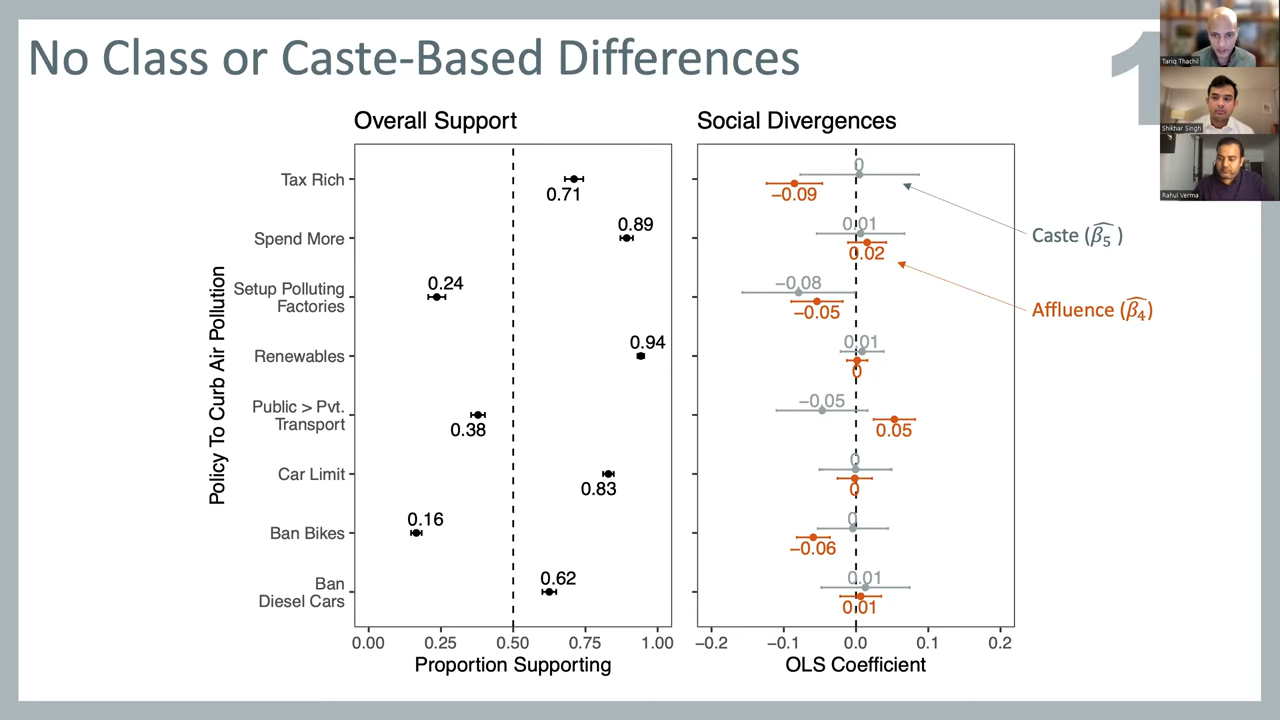 No Class or Caste-Based Differences
1
Tariq Thachil
Shikhar Singh
Rahul Verma
Overall Support
Social Divergences
Policy To Curb Air Pollution
Tax Rich
0.71
0
−0.09
Spend More
0.89
0.01
0.02
Setup Polluting
Factories
0.24
−0.08
−0.05
Renewables
0.94
0.01
0
Public > Pvt.
Transport
0.38
−0.05
0.05
Car Limit
0.83
0
0
Ban Bikes
0.16
0
−0.06
Ban
Diesel Cars
0.62
0.01
0.01
Caste (β̂₅)
Affluence (β̂₄)
0.00 0.25 0.50 0.75 1.00
Proportion Supporting
−0.2 −0.1 0.0 0.1 0.2
OLS Coefficient